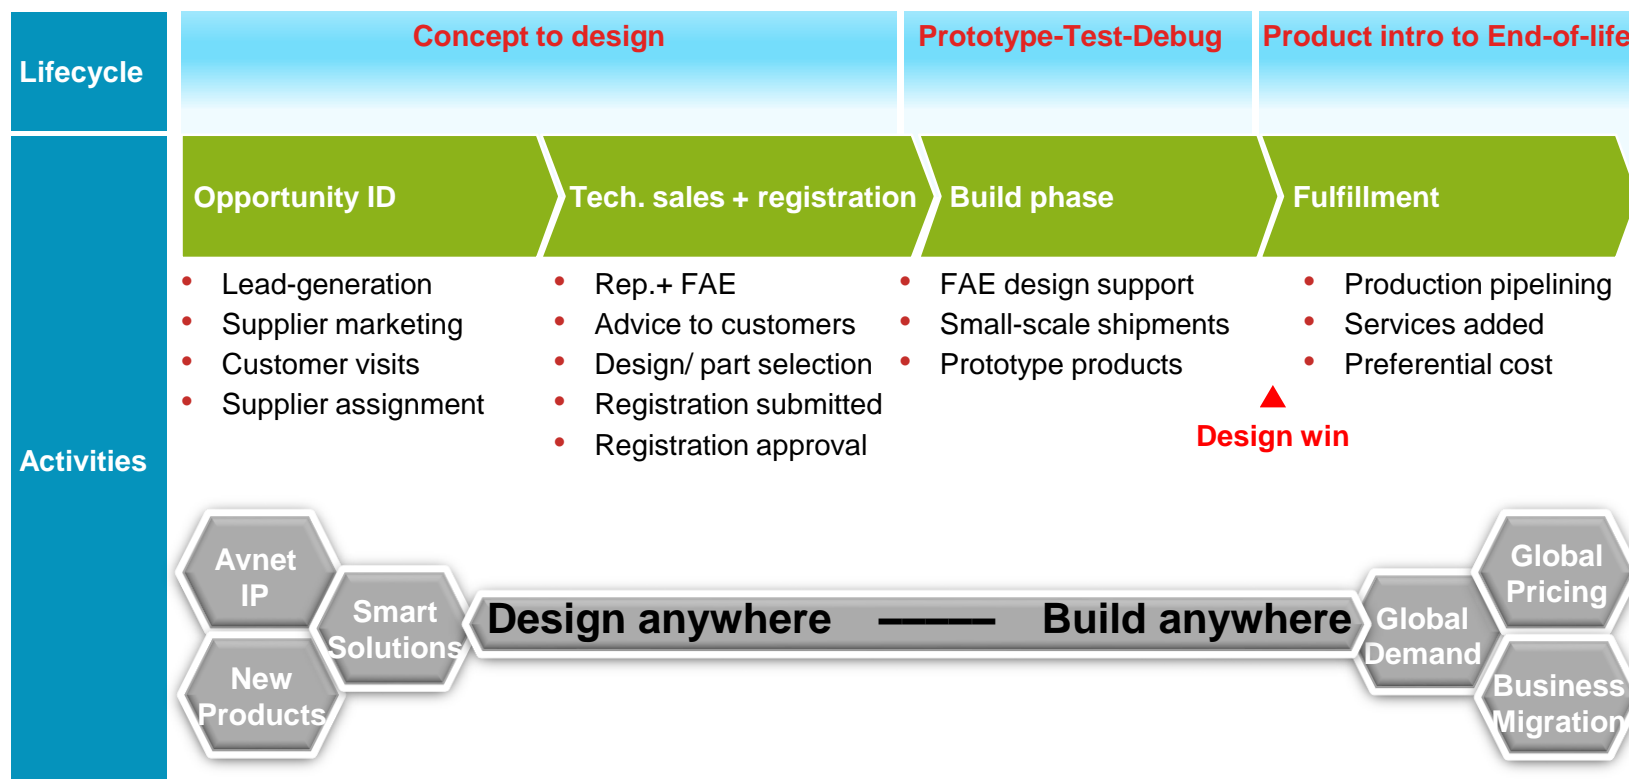 Lifecycle
Concept to design
Prototype-Test-Debug
Product intro to End-of-life
Activities
Opportunity ID
Tech. sales + registration
Build phase
Fulfillment
• Lead-generation
• Supplier marketing
• Customer visits
• Supplier assignment
• Rep.+ FAE
• Advice to customers
• Design/ part selection
• Registration submitted
• Registration approval
• FAE design support
• Small-scale shipments
• Prototype products
• Production pipelining
• Services added
• Preferential cost
Design win
Avnet
IP
New
Products
Smart
Solutions
Design anywhere ––––– Build anywhere
Global
Demand
Global
Pricing
Business
Migration